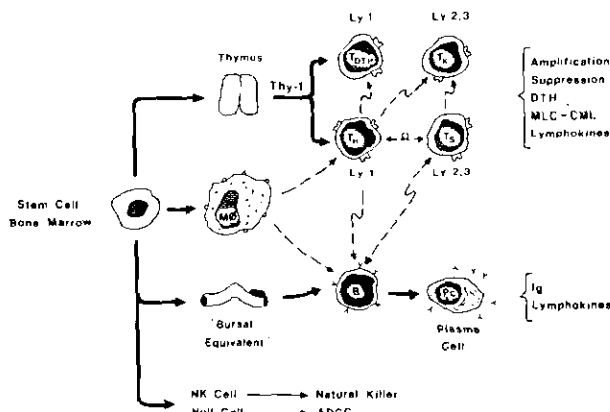 Ly 1
Ly 2,3
Thymus
Thy-1
T DTH
T K
Amplification
Suppression
DTH
MLC - CML
Lymphokines
T H
Ω
T S
Ly 1
Ly 2,3
Stem Cell
Bone Marrow
MØ
B
Pc
Ig
Lymphokines
"Bursal
Equivalent"
Plasma
Cell
NK Cell
Natural Killer
Null Cell
ADCC